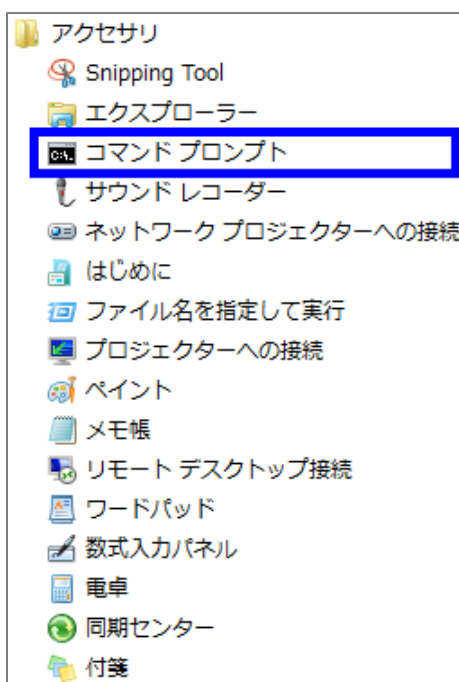 アクセサリ
Snipping Tool
エクスプローラー
コマンド プロンプト
サウンド レコーダー
ネットワーク プロジェクターへの接続
はじめに
ファイル名を指定して実行
プロジェクターへの接続
ペイント
メモ帳
リモート デスクトップ接続
ワードパッド
数式入力パネル
電卓
同期センター
付箋